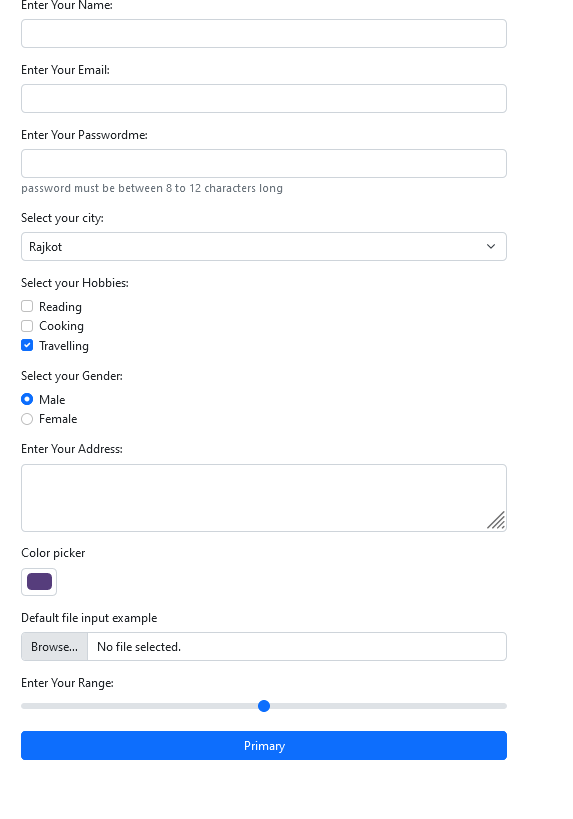 Enter Your Name:
Enter Your Email:
Enter Your Passwordme:
password must be between 8 to 12 characters long
Select your city:
Rajkot
Select your Hobbies:
Reading
Cooking
Travelling
Select your Gender:
Male
Female
Enter Your Address:
Color picker
Default file input example
Browse... No file selected.
Enter Your Range:
Primary